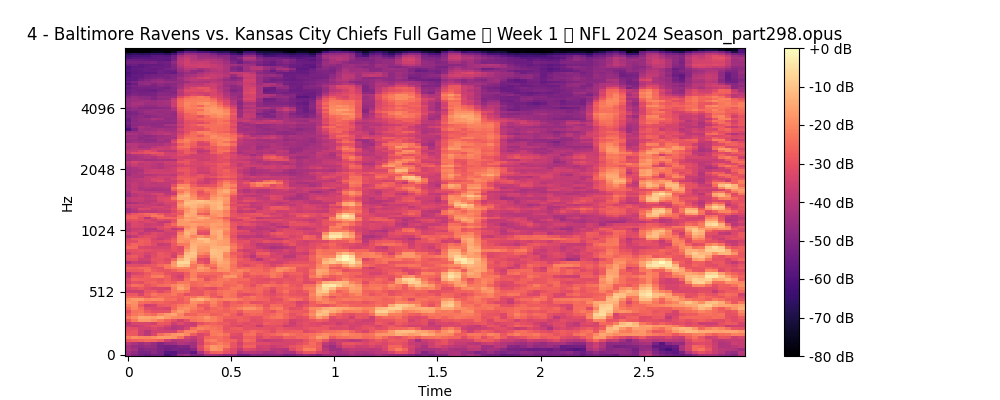 4 - Baltimore Ravens vs. Kansas City Chiefs Full Game ▯ Week 1 ▯ NFL 2024 Season_part298.opus
+0 dB
-10 dB
-20 dB
-30 dB
-40 dB
-50 dB
-60 dB
-70 dB
-80 dB
4096
2048
1024
512
0
Hz
0
0.5
1
1.5
2
2.5
Time